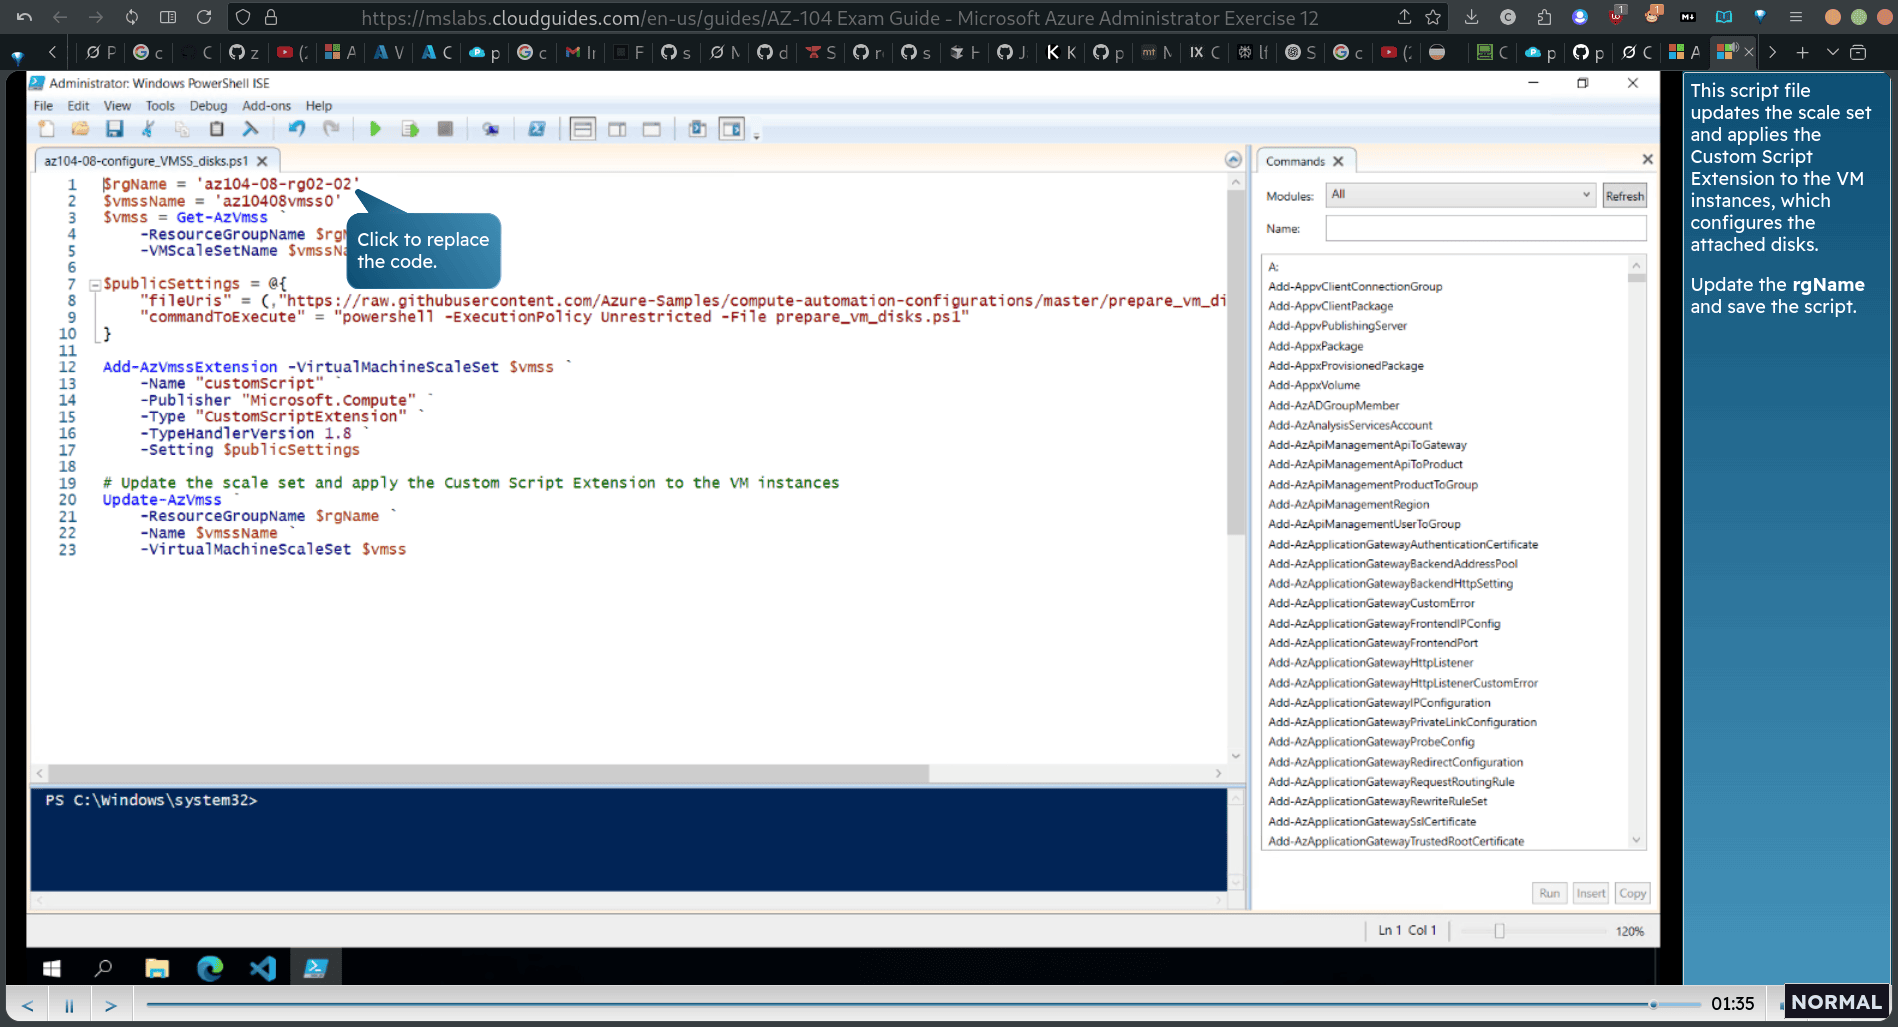 https://mslabs.cloudguides.com/en-us/guides/AZ-104 Exam Guide - Microsoft Azure Administrator Exercise 12
Administrator: Windows PowerShell ISE
File Edit View Tools Debug Add-ons Help
az104-08-configure_VMSS_disks.ps1
1 $rgName = 'az104-08-rg02-02'
2 $vmssName = 'az10408vmss0'
3 $vmss = Get-AzVmss `
4 -ResourceGroupName $rgN
5 -VMScaleSetName $vmssNa
6
7 $publicSettings = @{
8 "fileUris" = (,"https://raw.githubusercontent.com/Azure-Samples/compute-automation-configurations/master/prepare_vm_di
9 "commandToExecute" = "powershell -ExecutionPolicy Unrestricted -File prepare_vm_disks.ps1"
10 }
11
12 Add-AzVmssExtension -VirtualMachineScaleSet $vmss `
13 -Name "customScript" `
14 -Publisher "Microsoft.Compute" `
15 -Type "CustomScriptExtension" `
16 -TypeHandlerVersion 1.8 `
17 -Setting $publicSettings
18
19 # Update the scale set and apply the Custom Script Extension to the VM instances
20 Update-AzVmss `
21 -ResourceGroupName $rgName `
22 -Name $vmssName `
23 -VirtualMachineScaleSet $vmss
Click to replace
the code.
PS C:\Windows\system32>
Commands
Modules: All Refresh
Name:
A:
Add-AppvClientConnectionGroup
Add-AppvClientPackage
Add-AppvPublishingServer
Add-AppxPackage
Add-AppxProvisionedPackage
Add-AppxVolume
Add-AzADGroupMember
Add-AzAnalysisServicesAccount
Add-AzApiManagementApiToGateway
Add-AzApiManagementApiToProduct
Add-AzApiManagementProductToGroup
Add-AzApiManagementRegion
Add-AzApiManagementUserToGroup
Add-AzApplicationGatewayAuthenticationCertificate
Add-AzApplicationGatewayBackendAddressPool
Add-AzApplicationGatewayBackendHttpSetting
Add-AzApplicationGatewayCustomError
Add-AzApplicationGatewayFrontendIPConfig
Add-AzApplicationGatewayFrontendPort
Add-AzApplicationGatewayHttpListener
Add-AzApplicationGatewayHttpListenerCustomError
Add-AzApplicationGatewayIPConfiguration
Add-AzApplicationGatewayPrivateLinkConfiguration
Add-AzApplicationGatewayProbeConfig
Add-AzApplicationGatewayRedirectConfiguration
Add-AzApplicationGatewayRequestRoutingRule
Add-AzApplicationGatewayRewriteRuleSet
Add-AzApplicationGatewaySslCertificate
Add-AzApplicationGatewayTrustedRootCertificate
Run Insert Copy
Ln 1 Col 1 120%
This script file
updates the scale set
and applies the
Custom Script
Extension to the VM
instances, which
configures the
attached disks.
Update the rgName
and save the script.
01:35
NORMAL